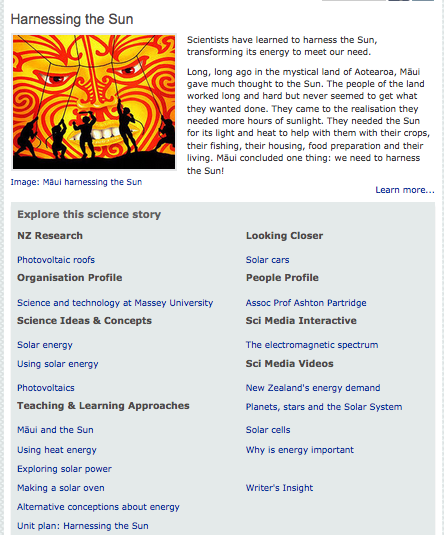 Harnessing the Sun
Scientists have learned to harness the Sun,
transforming its energy to meet our need.
Long, long ago in the mystical land of Aotearoa, Māui
gave much thought to the Sun. The people of the land
worked long and hard but never seemed to get what
they wanted done. They came to the realisation they
needed more hours of sunlight. They needed the Sun
for its light and heat to help with them with their crops,
their fishing, their housing, food preparation and their
living. Māui concluded one thing: we need to harness
the Sun!
Image: Māui harnessing the Sun
Learn more...
Explore this science story
NZ Research
Photovoltaic roofs
Organisation Profile
Science and technology at Massey University
Science Ideas & Concepts
Solar energy
Using solar energy
Photovoltaics
Teaching & Learning Approaches
Māui and the Sun
Using heat energy
Exploring solar power
Making a solar oven
Alternative conceptions about energy
Unit plan: Harnessing the Sun
Looking Closer
Solar cars
People Profile
Assoc Prof Ashton Partridge
Sci Media Interactive
The electromagnetic spectrum
Sci Media Videos
New Zealand's energy demand
Planets, stars and the Solar System
Solar cells
Why is energy important
Writer's Insight